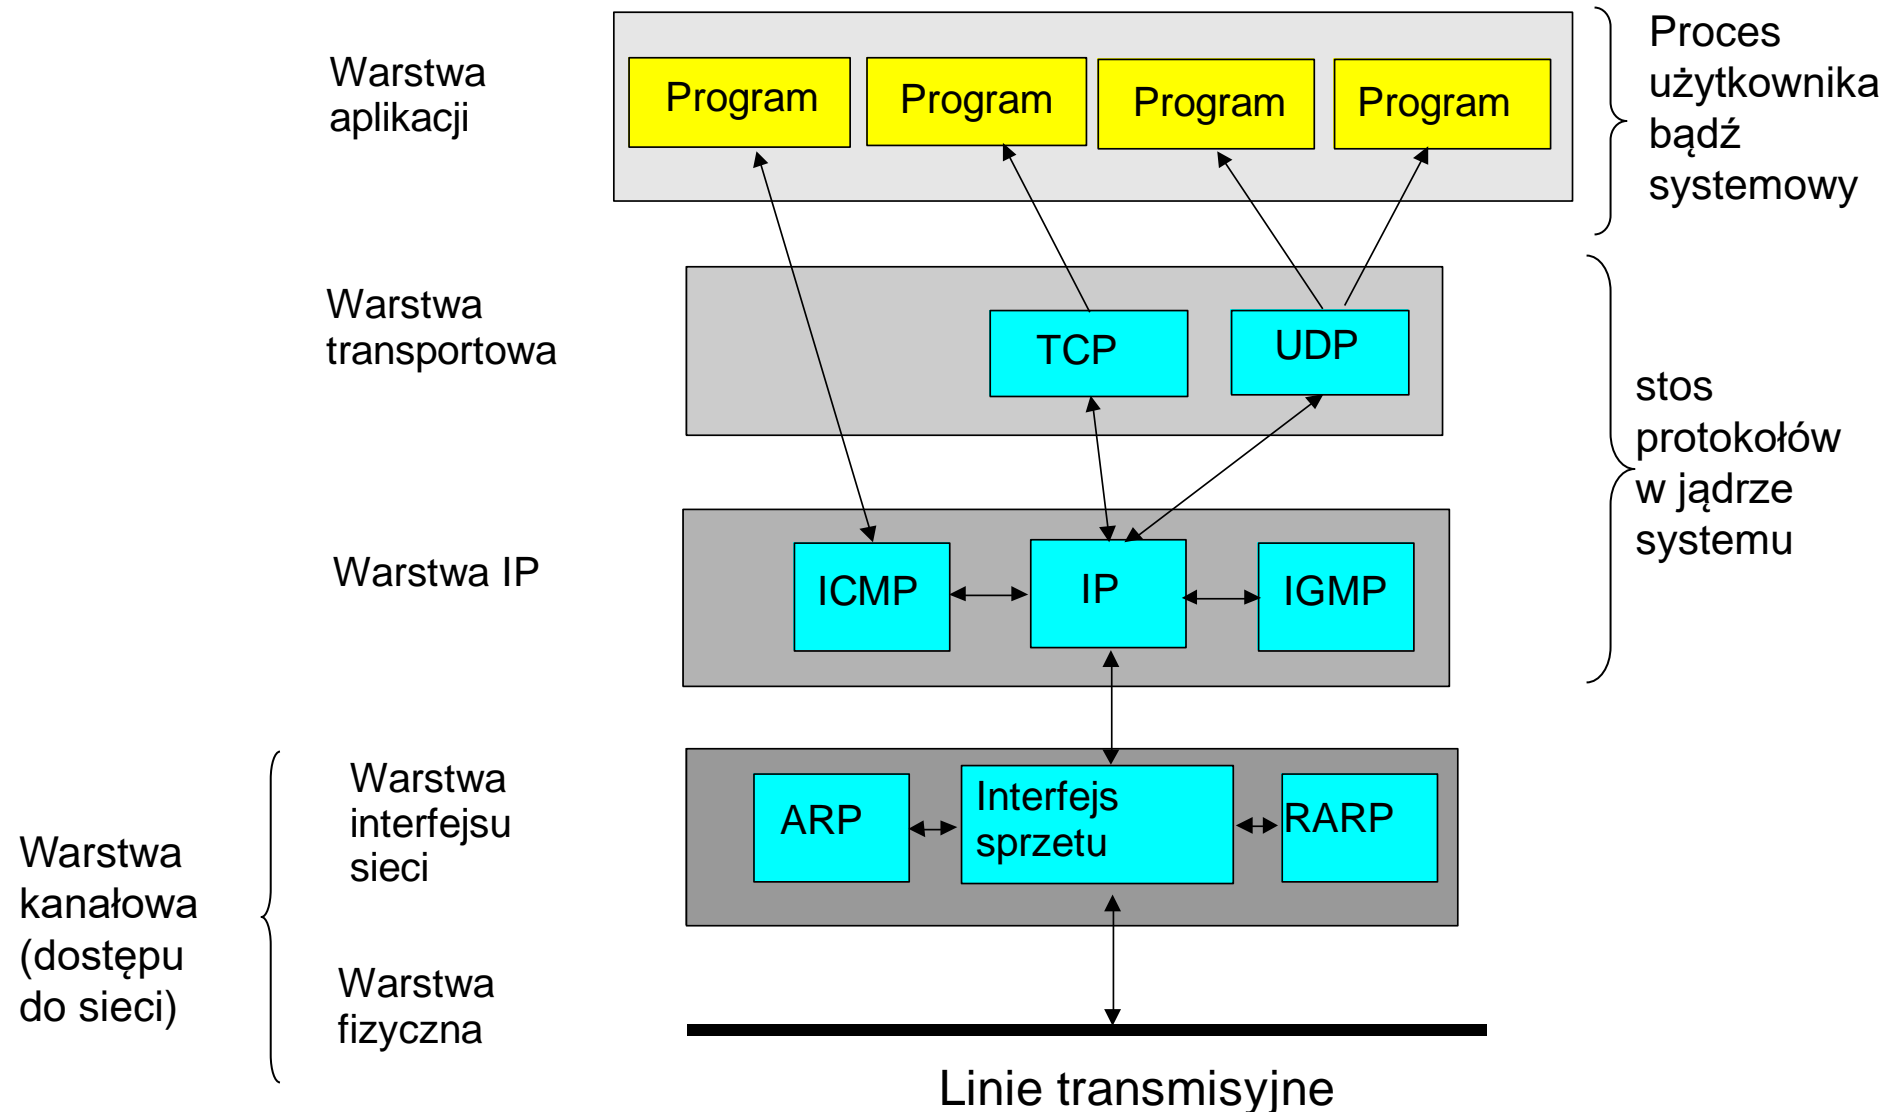 Warstwa
aplikacji
Program
Program
Program
Program
Proces
użytkownika
bądź
systemowy
Warstwa
transportowa
TCP
UDP
stos
protokołów
w jądrze
systemu
Warstwa IP
ICMP
IP
IGMP
Warstwa
kanałowa
(dostępu
do sieci)
Warstwa
interfejsu
sieci
ARP
Interfejs
sprzetu
RARP
Warstwa
fizyczna
Linie transmisyjne